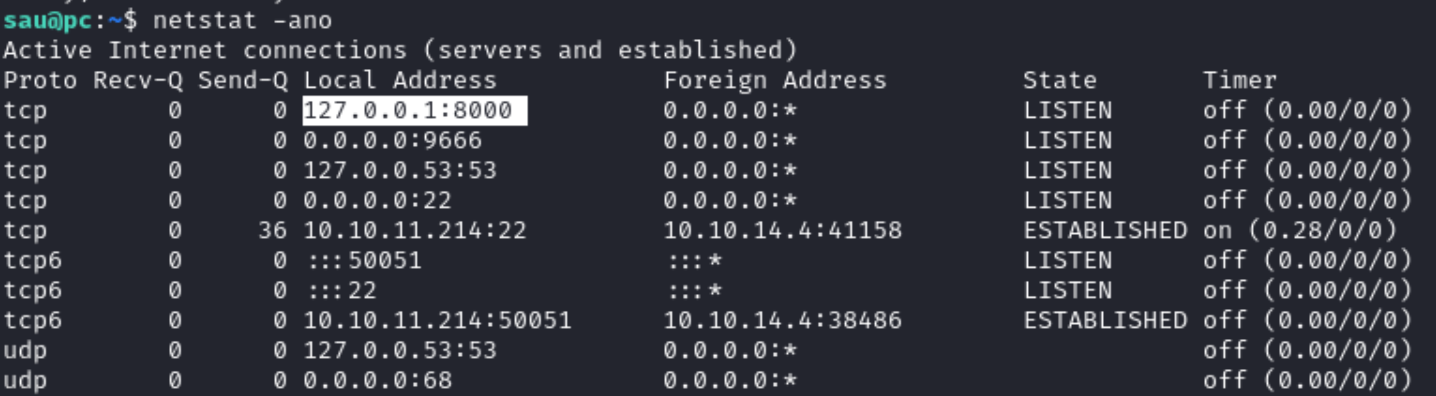 sau@pc:~$ netstat -ano
Active Internet connections (servers and established)
Proto Recv-Q Send-Q Local Address           Foreign Address         State       Timer
tcp        0      0 127.0.0.1:8000          0.0.0.0:*               LISTEN      off (0.00/0/0)
tcp        0      0 0.0.0.0:9666            0.0.0.0:*               LISTEN      off (0.00/0/0)
tcp        0      0 127.0.0.53:53           0.0.0.0:*               LISTEN      off (0.00/0/0)
tcp        0      0 0.0.0.0:22              0.0.0.0:*               LISTEN      off (0.00/0/0)
tcp        0     36 10.10.11.214:22         10.10.14.4:41158        ESTABLISHED on (0.28/0/0)
tcp6       0      0 :::50051                :::*                    LISTEN      off (0.00/0/0)
tcp6       0      0 :::22                   :::*                    LISTEN      off (0.00/0/0)
tcp6       0      0 10.10.11.214:50051      10.10.14.4:38486        ESTABLISHED off (0.00/0/0)
udp        0      0 127.0.0.53:53           0.0.0.0:*                           off (0.00/0/0)
udp        0      0 0.0.0.0:68              0.0.0.0:*                           off (0.00/0/0)